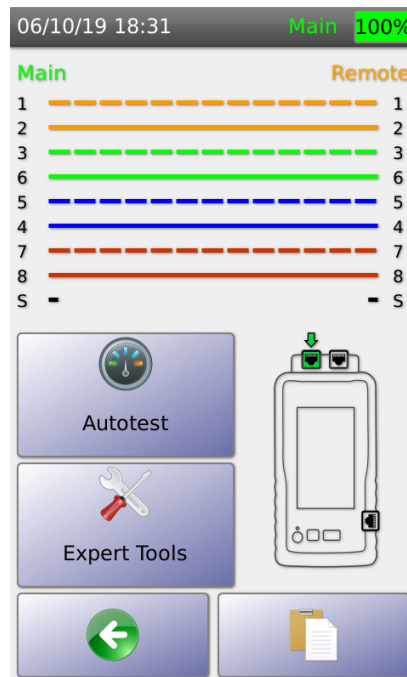 06/10/19 18:31 Main 100%
Main Remote
1 1
2 2
3 3
6 6
5 5
4 4
7 7
8 8
S S
Autotest
Expert Tools